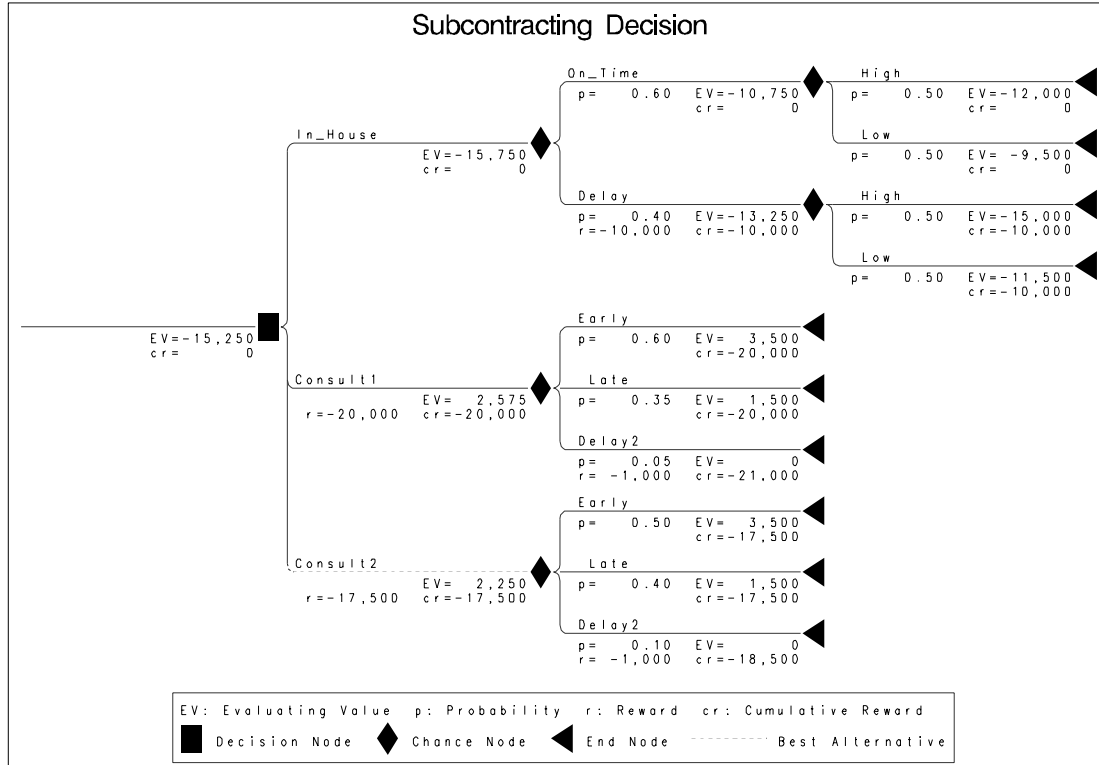 Subcontracting Decision
On_Time
p= 0.60 EV=-10,750
cr= 0
High
p= 0.50 EV=-12,000
cr= 0
Low
p= 0.50 EV= -9,500
cr= 0
In_House
EV=-15,750
cr= 0
Delay
p= 0.40 EV=-13,250
r=-10,000 cr=-10,000
High
p= 0.50 EV=-15,000
cr=-10,000
Low
p= 0.50 EV=-11,500
cr=-10,000
EV=-15,250
cr= 0
Early
p= 0.60 EV= 3,500
cr=-20,000
Consult1
EV= 2,575
r=-20,000 cr=-20,000
Late
p= 0.35 EV= 1,500
cr=-20,000
Delay2
p= 0.05 EV= 0
r= -1,000 cr=-21,000
Early
p= 0.50 EV= 3,500
cr=-17,500
Consult2
EV= 2,250
r=-17,500 cr=-17,500
Late
p= 0.40 EV= 1,500
cr=-17,500
Delay2
p= 0.10 EV= 0
r= -1,000 cr=-18,500
EV: Evaluating Value p: Probability r: Reward cr: Cumulative Reward
Decision Node Chance Node End Node Best Alternative